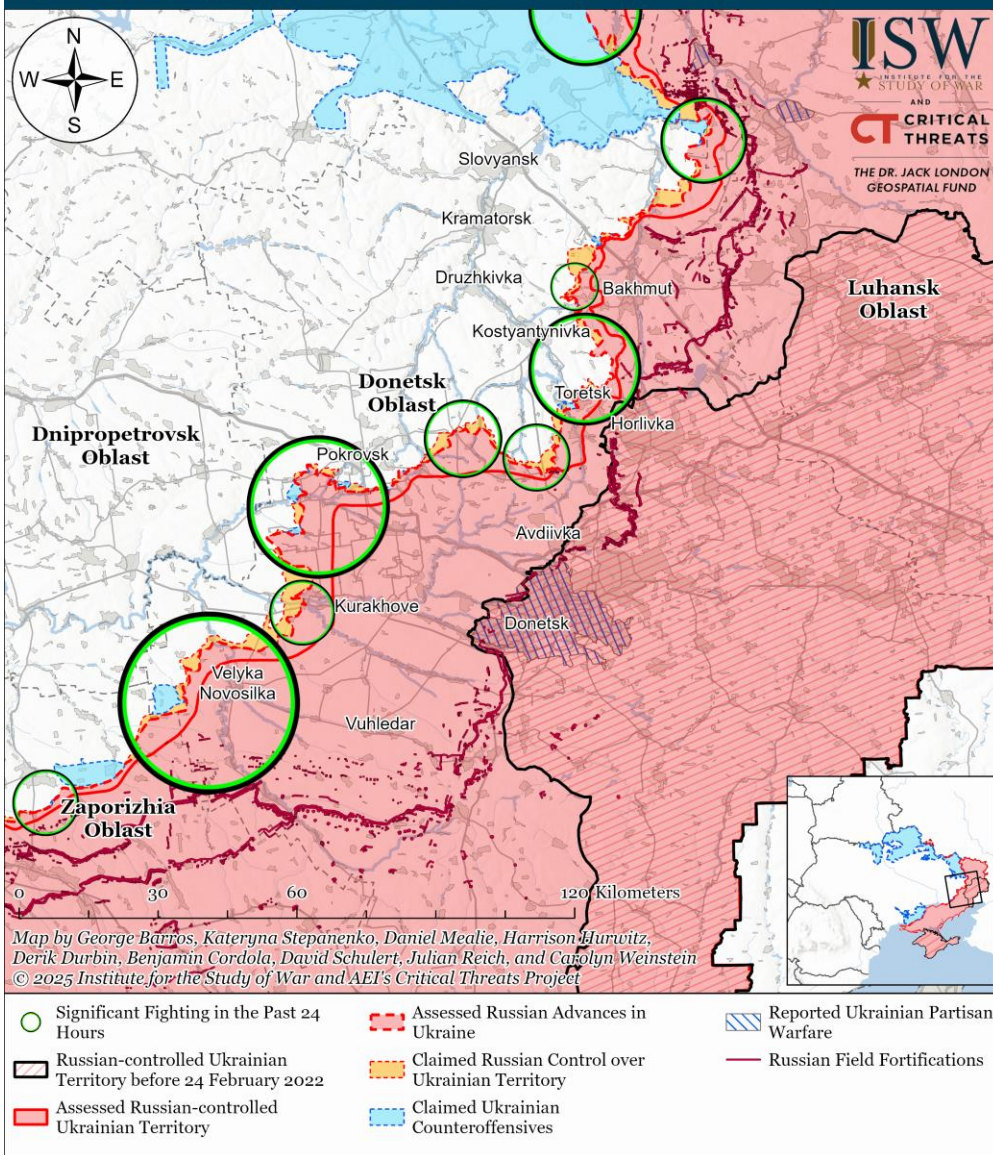 N
W E
S
ISW
INSTITUTE FOR THE
STUDY OF WAR
AND
CT CRITICAL
THREATS
THE DR. JACK LONDON
GEOSPATIAL FUND
Slovyansk
Kramatorsk
Druzhkivka
Bakhmut
Luhansk
Oblast
Kostyantynivka
Donetsk
Oblast
Toretsk
Horlivka
Dnipropetrovsk
Oblast
Pokrovsk
Avdiivka
Kurakhove
Donetsk
Velyka
Novosilka
Vuhledar
Zaporizhia
Oblast
0 30 60 120 Kilometers
Map by George Barros, Kateryna Stepanenko, Daniel Mealie, Harrison Hurwitz,
Derik Durbin, Benjamin Cordola, David Schulert, Julian Reich, and Carolyn Weinstein
© 2025 Institute for the Study of War and AEI's Critical Threats Project
Significant Fighting in the Past 24
Hours
Russian-controlled Ukrainian
Territory before 24 February 2022
Assessed Russian-controlled
Ukrainian Territory
Assessed Russian Advances in
Ukraine
Claimed Russian Control over
Ukrainian Territory
Claimed Ukrainian
Counteroffensives
Reported Ukrainian Partisan
Warfare
Russian Field Fortifications